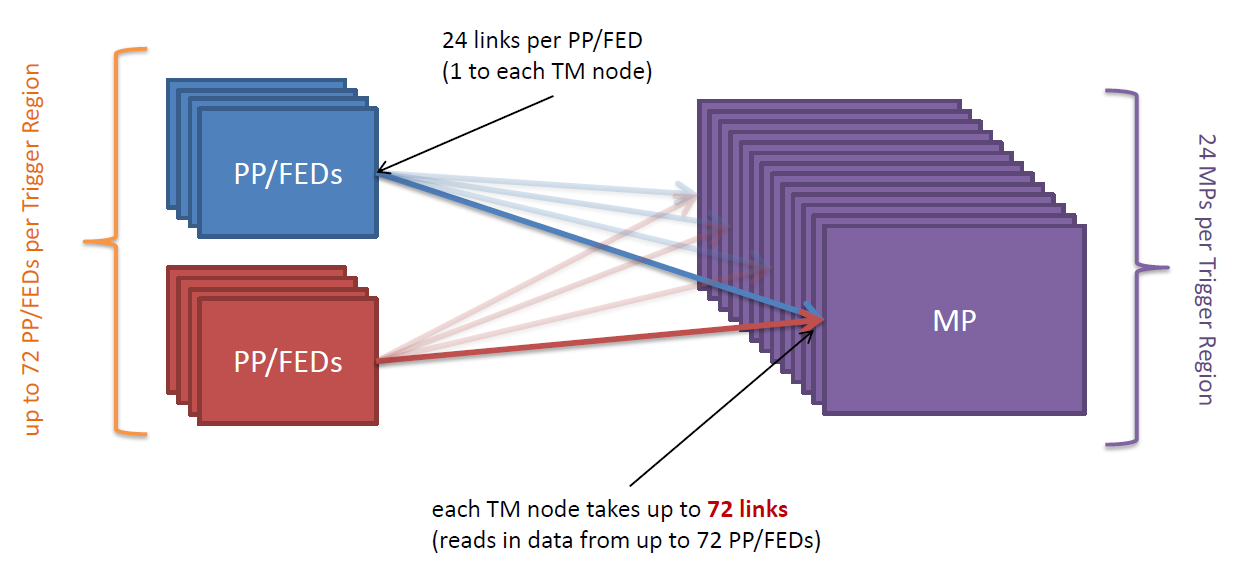 24 links per PP/FED
(1 to each TM node)
up to 72 PP/FEDs per Trigger Region
PP/FEDs
PP/FEDs
MP
24 MPs per Trigger Region
each TM node takes up to 72 links
(reads in data from up to 72 PP/FEDs)